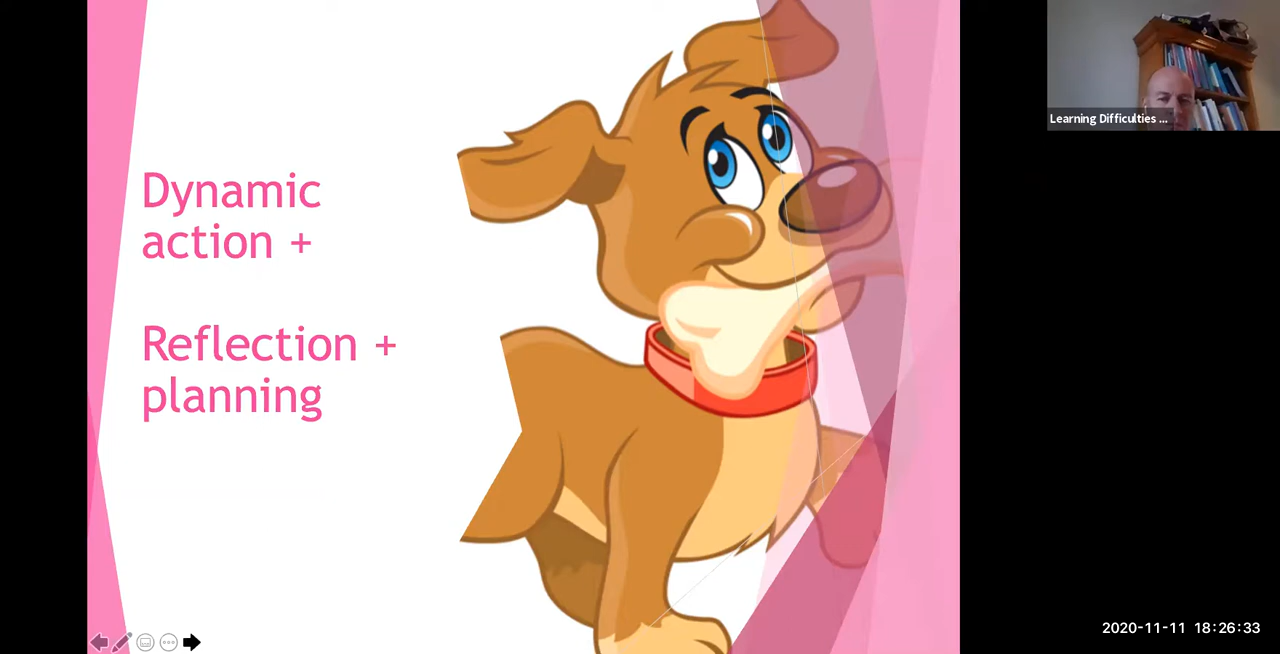 Dynamic
action +
Reflection +
planning
Learning Difficulties ...
2020-11-11 18:26:33